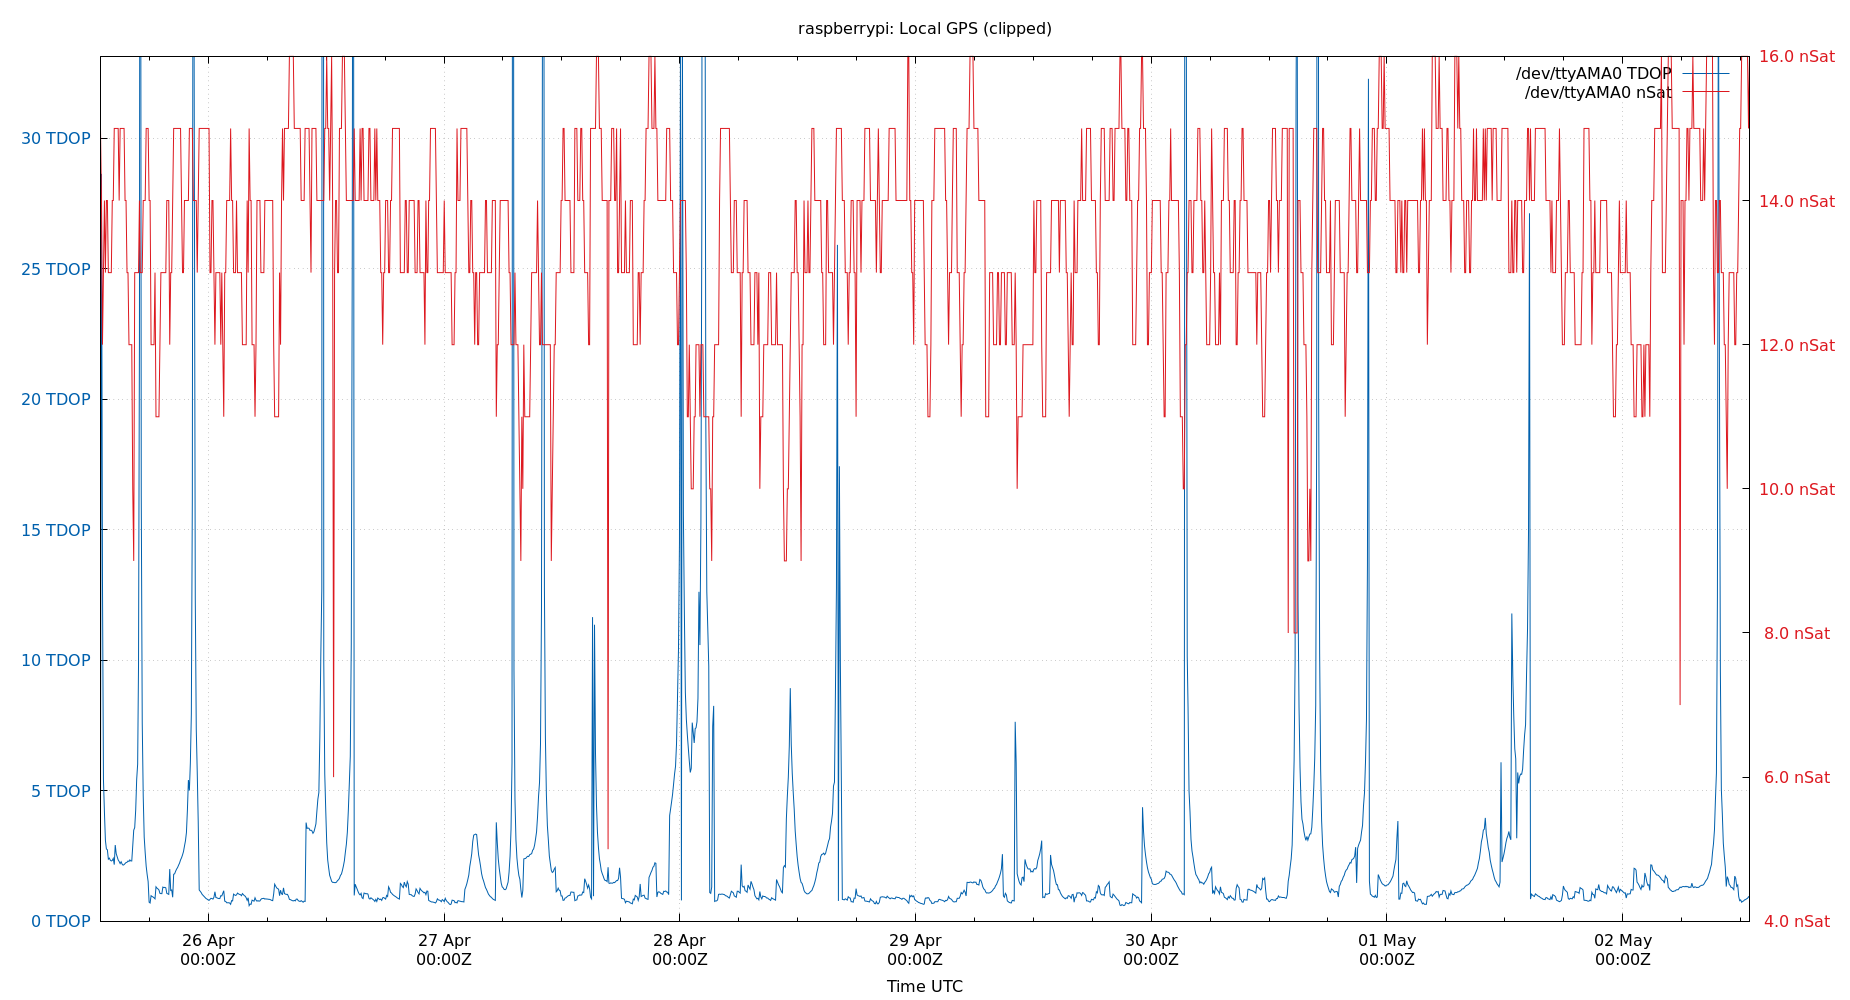 raspberrypi: Local GPS (clipped)
/dev/ttyAMA0 TDOP
/dev/ttyAMA0 nSat
30 TDOP
25 TDOP
20 TDOP
15 TDOP
10 TDOP
5 TDOP
0 TDOP
16.0 nSat
14.0 nSat
12.0 nSat
10.0 nSat
8.0 nSat
6.0 nSat
4.0 nSat
26 Apr
00:00Z
27 Apr
00:00Z
28 Apr
00:00Z
29 Apr
00:00Z
30 Apr
00:00Z
01 May
00:00Z
02 May
00:00Z
Time UTC